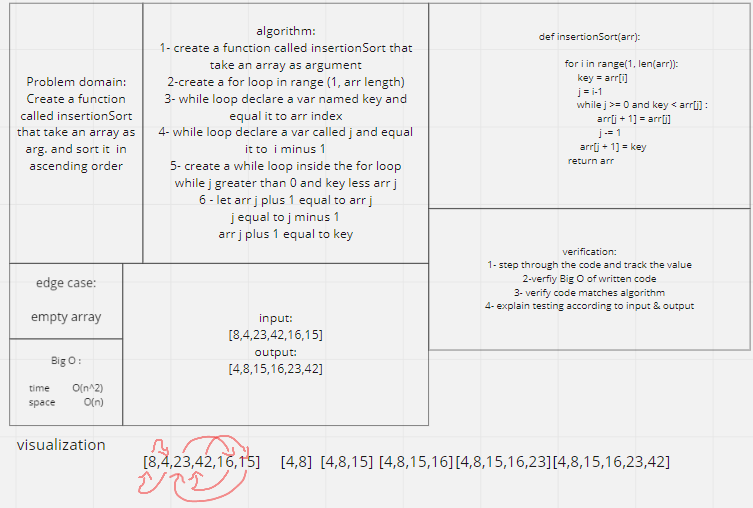 Problem domain:
Create a function
called insertionSort
that take an array as
arg. and sort it in
ascending order
algorithm:
1- create a function called insertionSort that
take an array as argument
2-create a for loop in range (1, arr length)
3- while loop declare a var named key and
equal it to arr index
4- while loop declare a var called j and equal
it to i minus 1
5- create a while loop inside the for loop
while j greater than 0 and key less arr j
6 - let arr j plus 1 equal to arr j
j equal to j minus 1
arr j plus 1 equal to key
def insertionSort(arr):
for i in range(1, len(arr)):
key = arr[i]
j = i-1
while j >= 0 and key < arr[j] :
arr[j + 1] = arr[j]
j -= 1
arr[j + 1] = key
return arr
verification:
1- step through the code and track the value
2-verfiy Big O of written code
3- verify code matches algorithm
4- explain testing according to input & output
edge case:
empty array
Big O :
time O(n^2)
space O(n)
input:
[8,4,23,42,16,15]
output:
[4,8,15,16,23,42]
visualization
[8,4,23,42,16,15] [4,8] [4,8,15] [4,8,15,16] [4,8,15,16,23] [4,8,15,16,23,42]